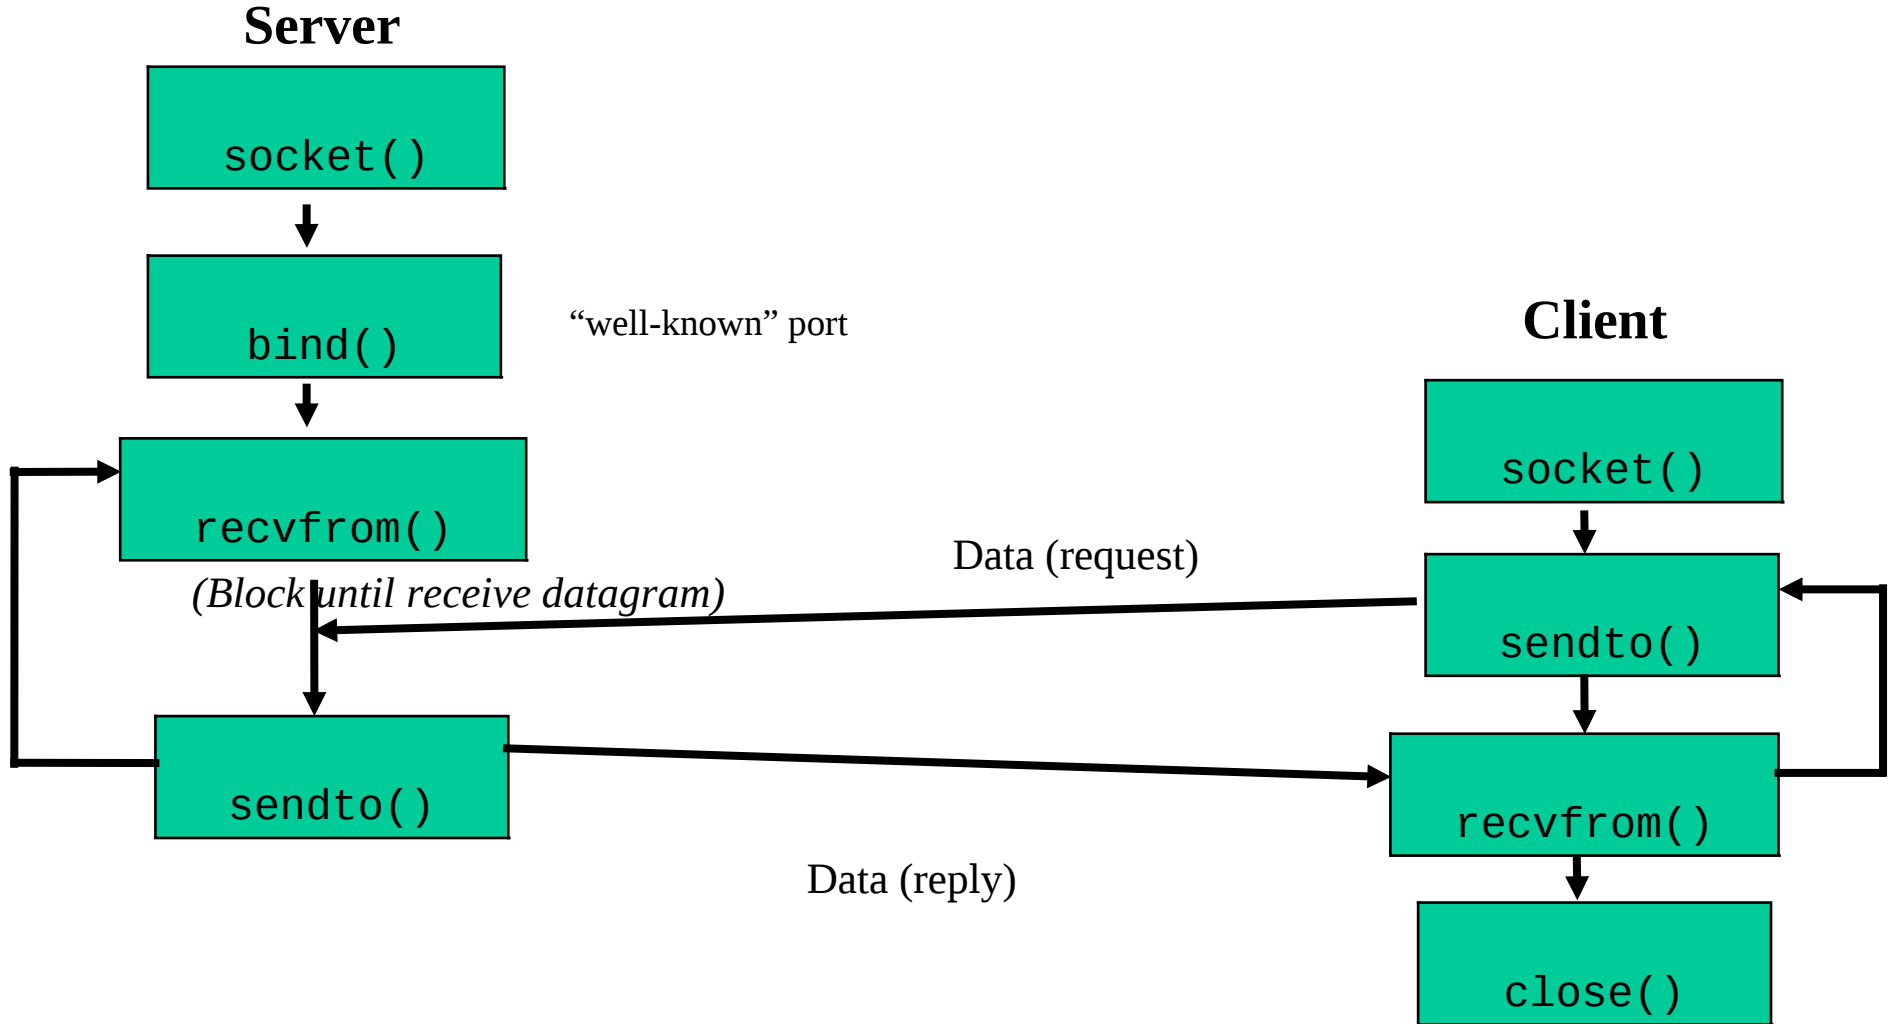 Server
socket()
bind()
“well-known” port
recvfrom()
(Block until receive datagram)
sendto()
Data (request)
Data (reply)
Client
socket()
sendto()
recvfrom()
close()